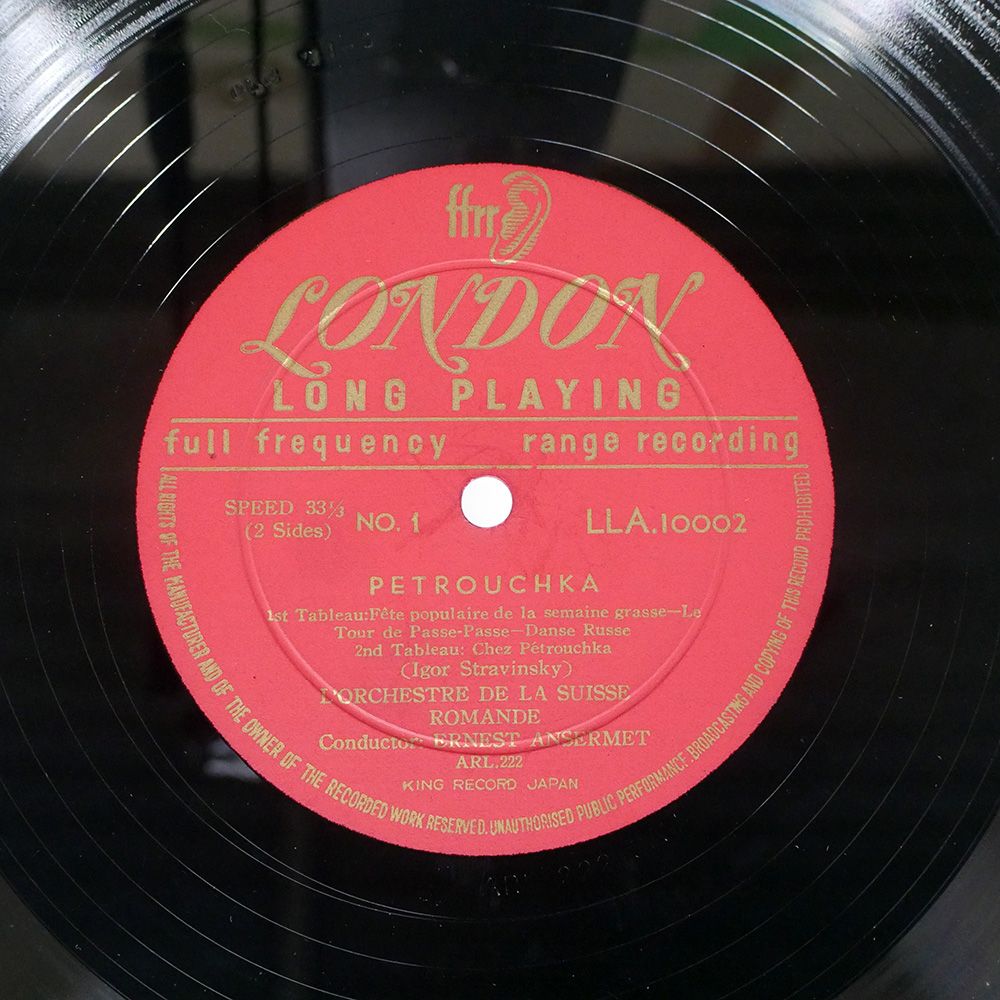 ffrr
LONDON
LONG PLAYING
full frequency range recording
SPEED 33⅓
(2 Sides)
NO. 1
LLA.10002
PETROUCHKA
1st Tableau:Fête populaire de la semaine grasse—Le
Tour de Passe-Passe—Danse Russe
2nd Tableau: Chez Pétrouchka
(Igor Stravinsky)
L'ORCHESTRE DE LA SUISSE
ROMANDE
Conductor: ERNEST ANSERMET
ARL.222
KING RECORD JAPAN
ALL RIGHTS OF THE MANUFACTURER AND OF THE OWNER OF THE RECORDED WORK RESERVED. UNAUTHORISED PUBLIC PERFORMANCE. BROADCASTING AND COPYING OF THIS RECORD PROHIBITED